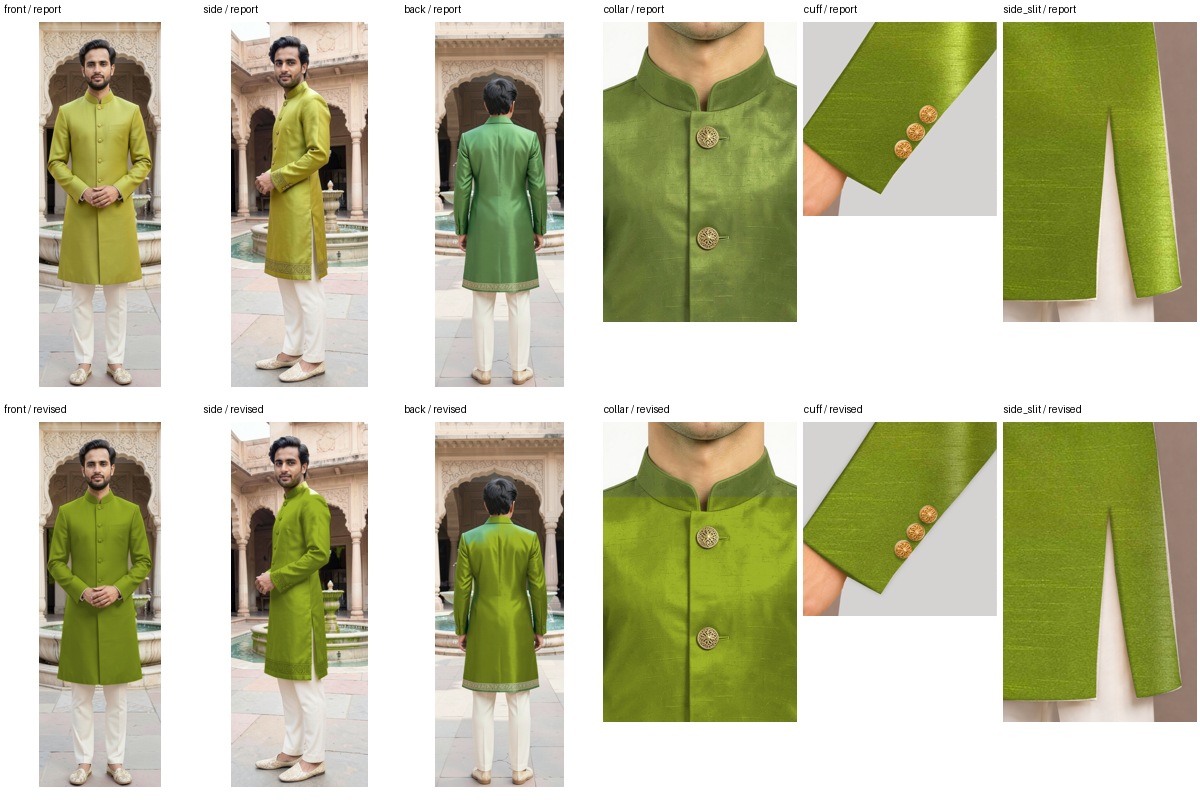 front / report
side / report
back / report
collar / report
cuff / report
side_slit / report
front / revised
side / revised
back / revised
collar / revised
cuff / revised
side_slit / revised